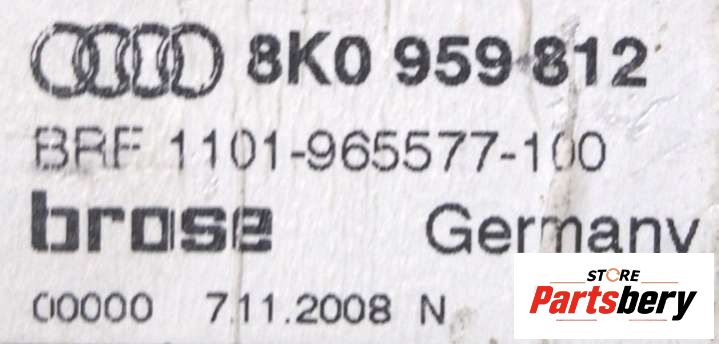 8K0 959 812
BRF 1101-965577-100
brose Germany
00000 7.11.2008 N
STORE
Partsbery